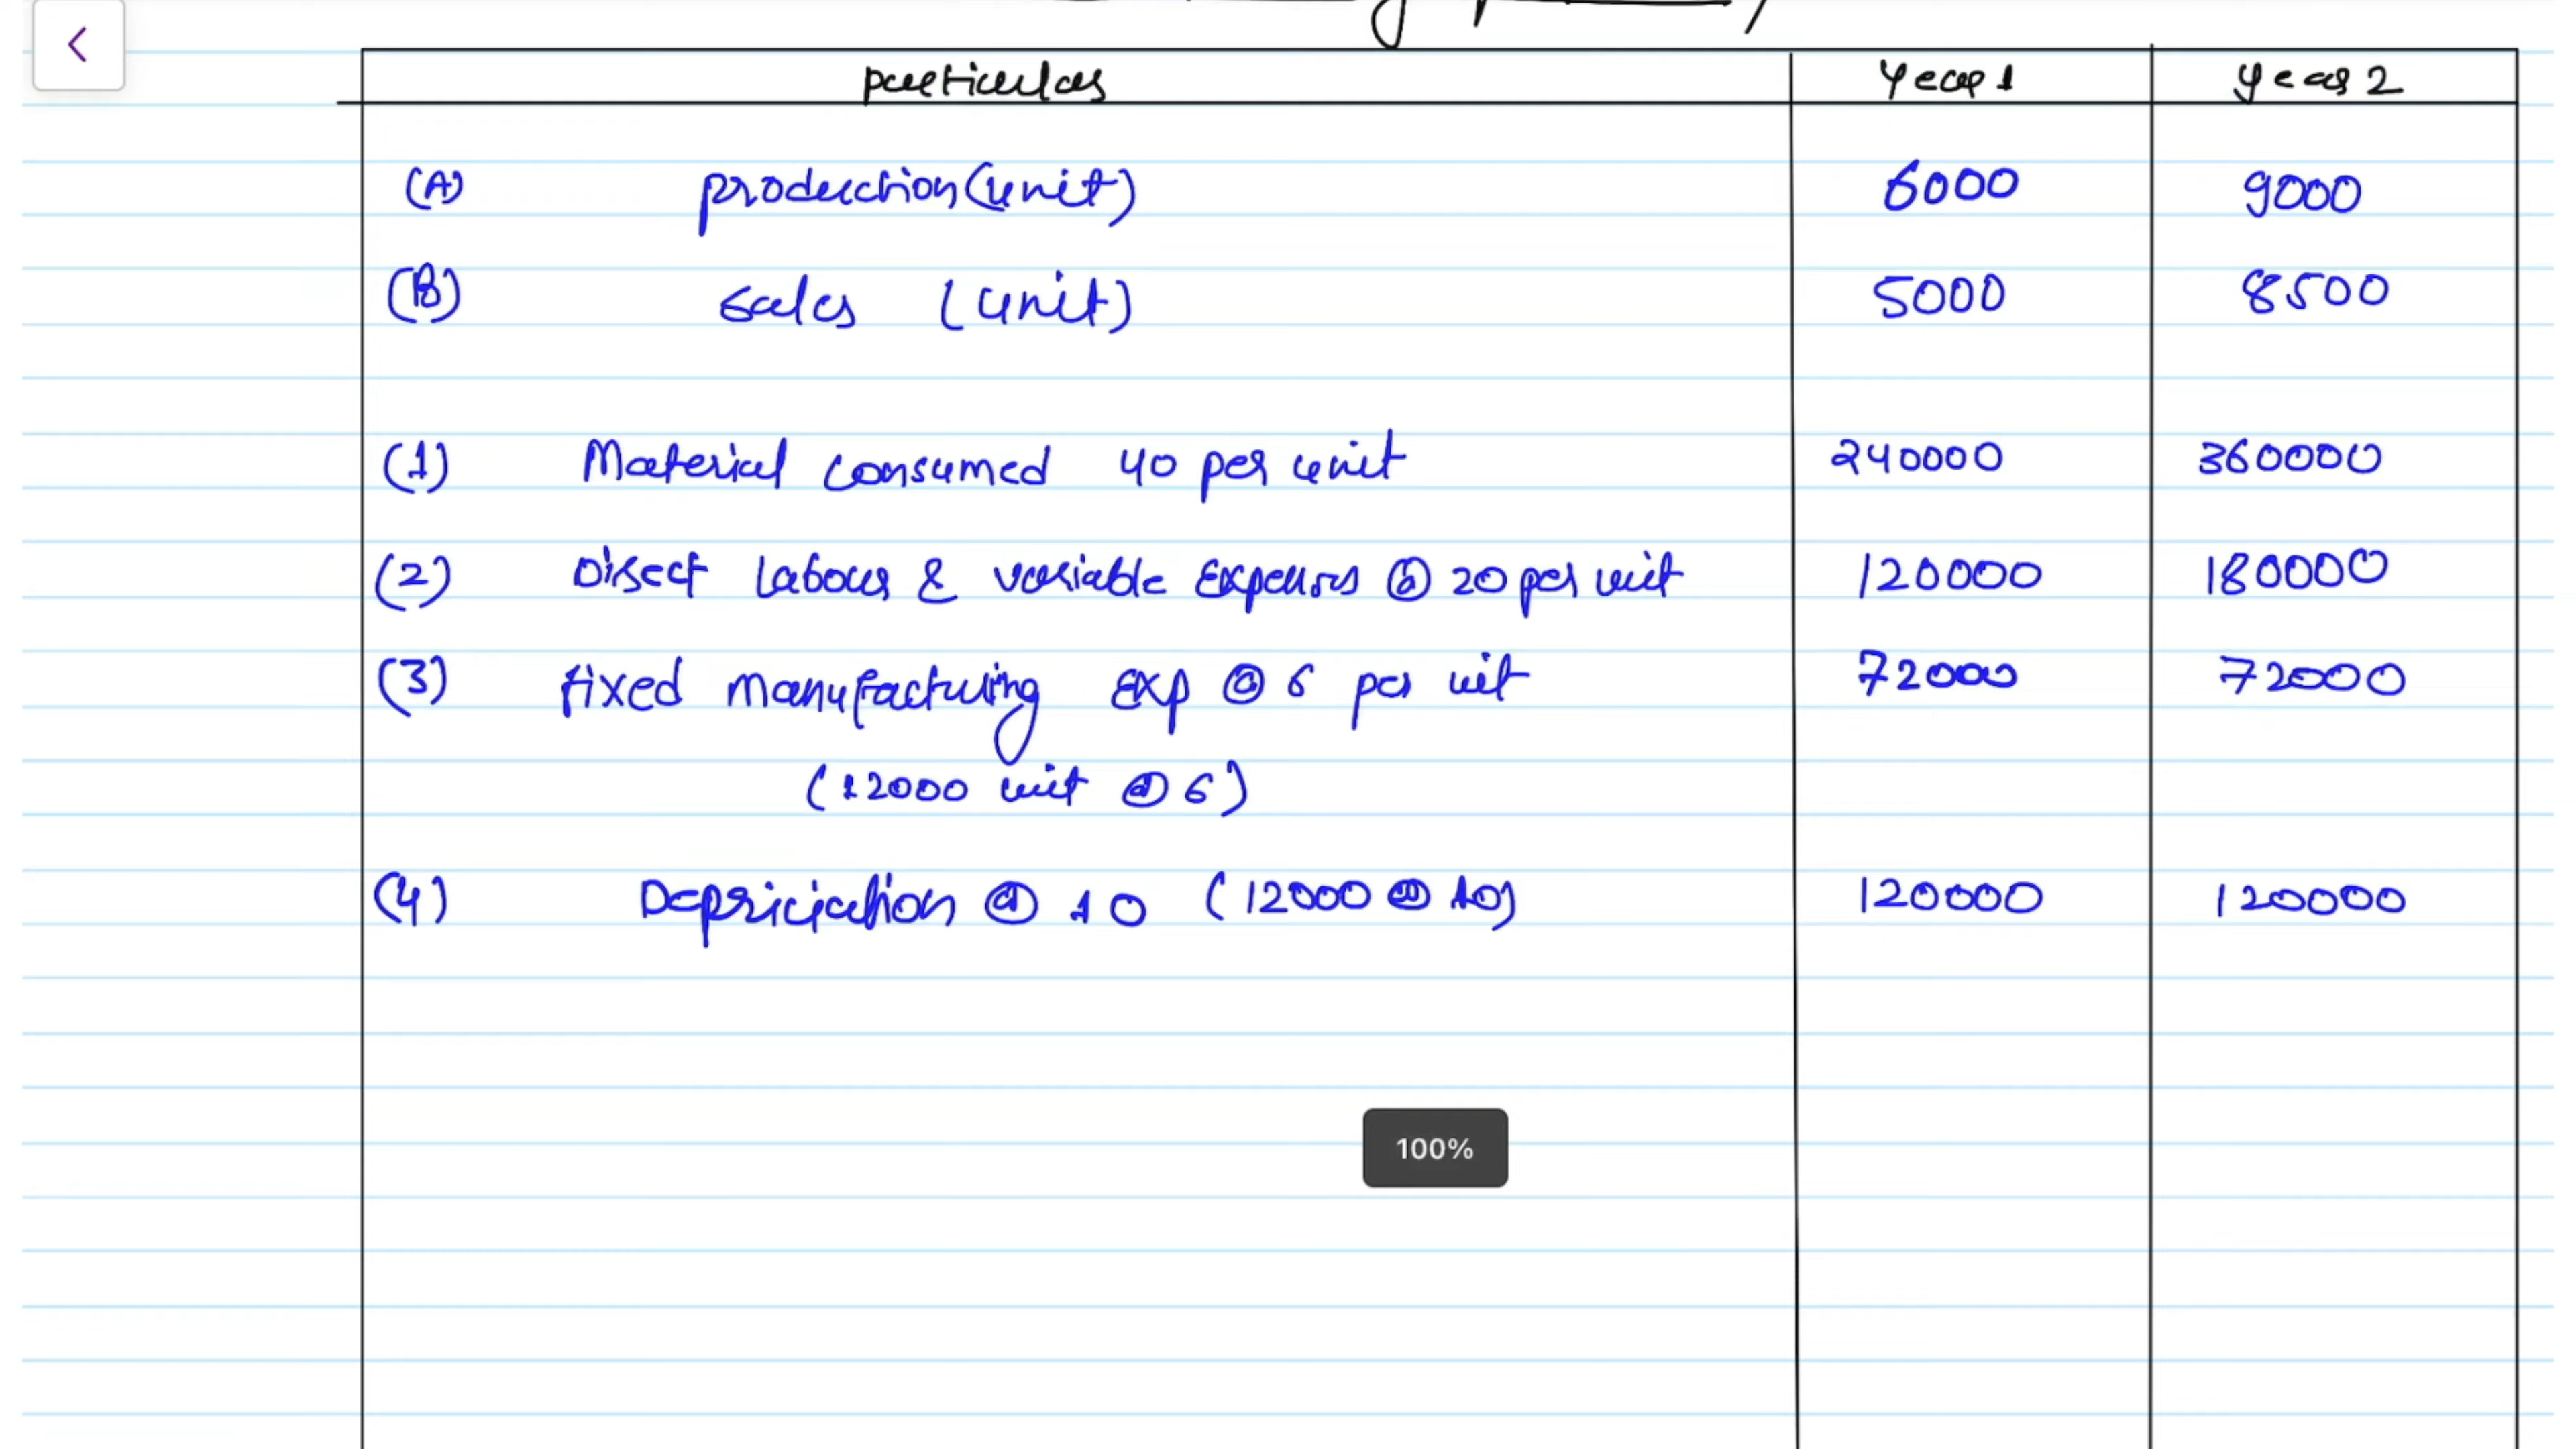 particulas Year 1 Year 2
(A) production(unit) 6000 9000
(B) sales (unit) 5000 8500
(1) Material consumed 40 per unit 240000 360000
(2) Direct Labour & variable Expenses @ 20 per unit 120000 180000
(3) fixed manufacturing Exp @ 6 per unit 72000 72000
(12000 unit @ 6)
(4) Depriciation @ 10 (12000 @ 10) 120000 120000
100%